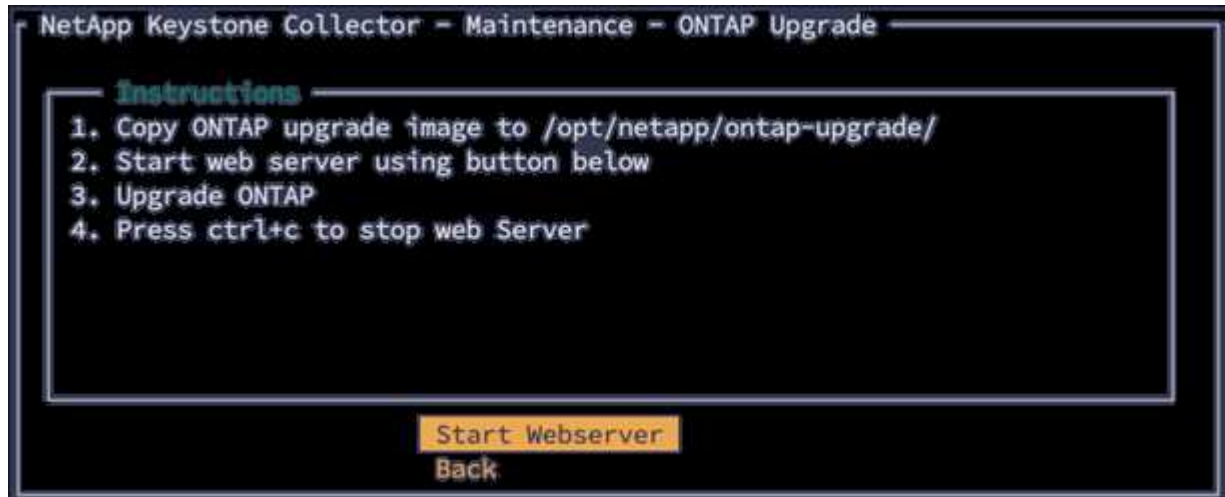 NetApp Keystone Collector - Maintenance - ONTAP Upgrade
Instructions
1. Copy ONTAP upgrade image to /opt/netapp/ontap-upgrade/
2. Start web server using button below
3. Upgrade ONTAP
4. Press ctrl+c to stop web Server
Start Webserver
Back